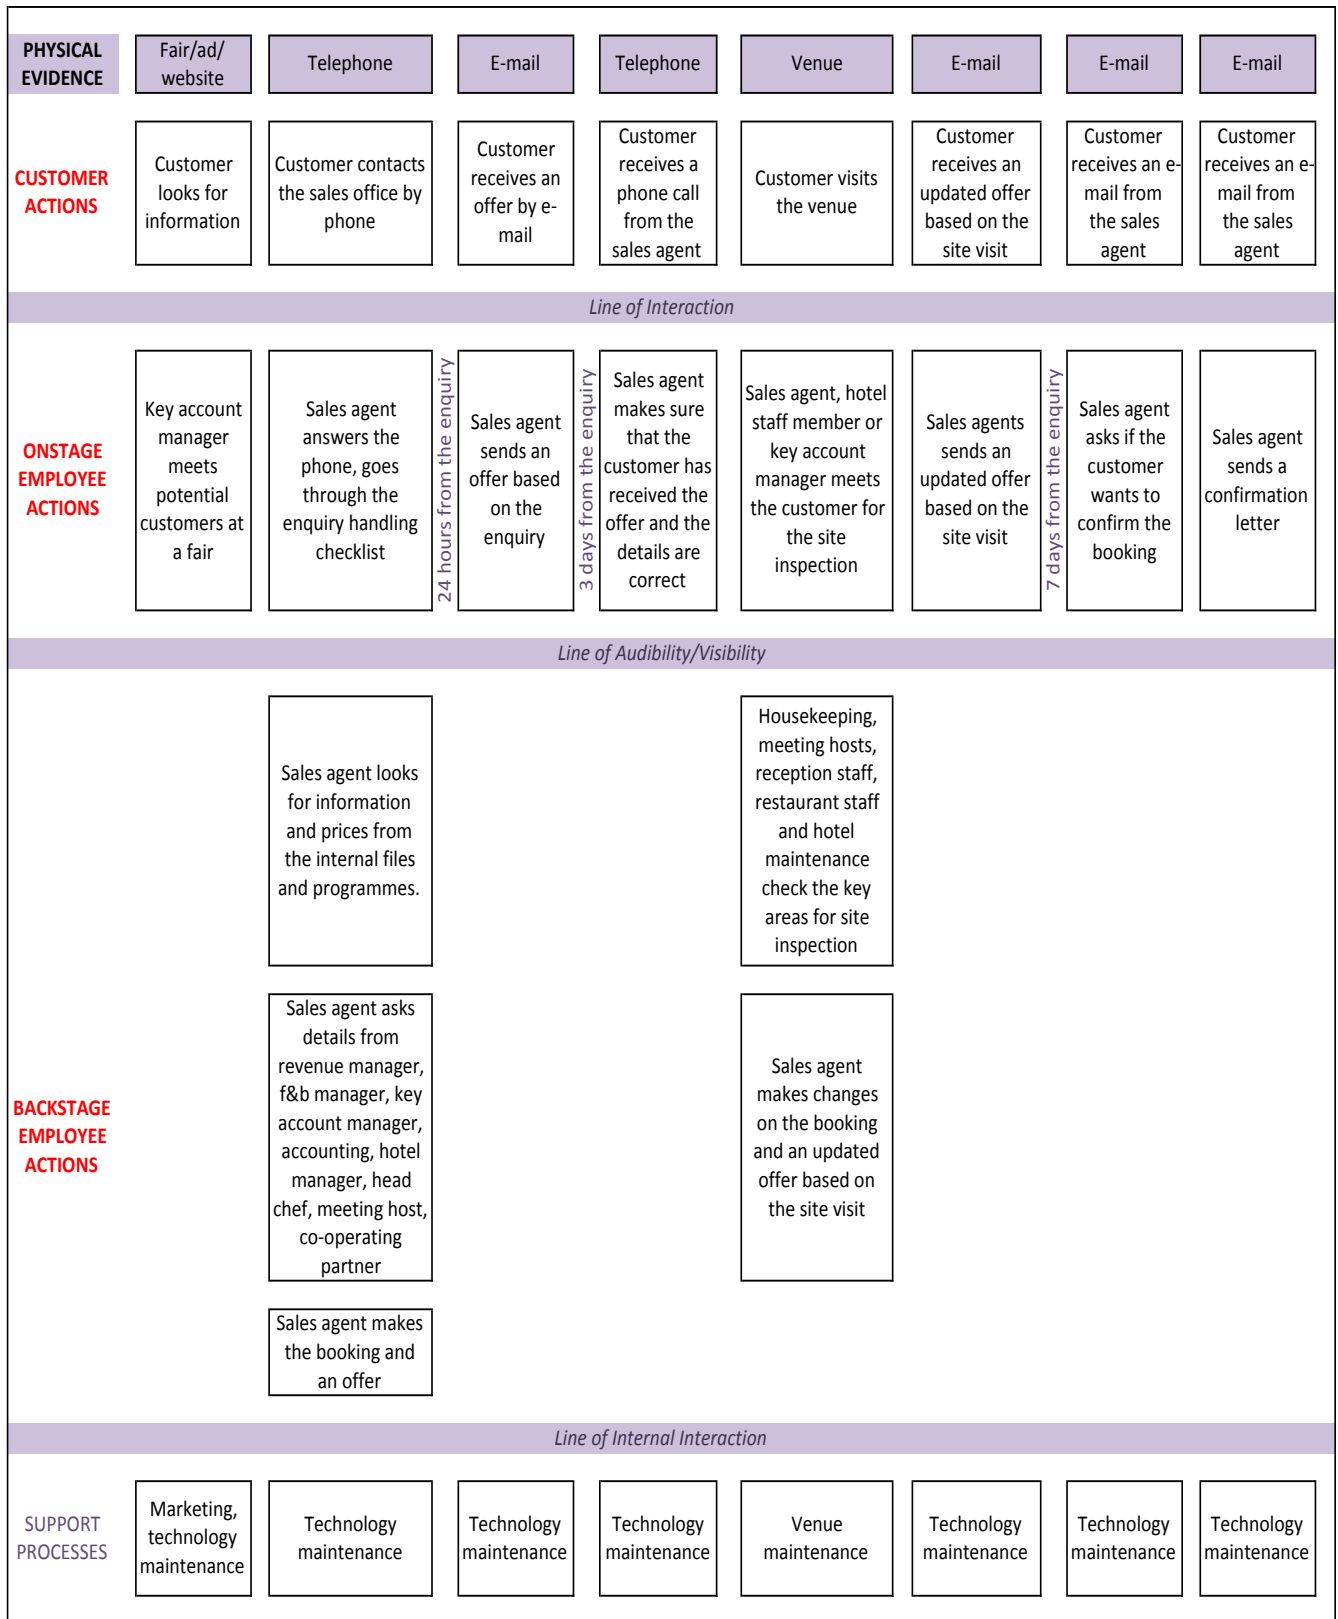 PHYSICAL
EVIDENCE
Fair/ad/
website
Telephone
E-mail
Telephone
Venue
E-mail
E-mail
E-mail
CUSTOMER
ACTIONS
Customer
looks for
information
Customer contacts
the sales office by
phone
Customer
receives an
offer by e-
mail
Customer
receives a
phone call
from the
sales agent
Customer visits
the venue
Customer
receives an
updated offer
based on the
site visit
Customer
receives an e-
mail from
the sales
agent
Customer
receives an e-
mail from
the sales
agent
Line of Interaction
ONSTAGE
EMPLOYEE
ACTIONS
Key account
manager
meets
potential
customers at
a fair
Sales agent
answers the
phone, goes
through the
enquiry handling
checklist
24 hours from the enquiry
Sales agent
sends an
offer based
on the
enquiry
3 days from the enquiry
Sales agent
makes sure
that the
customer has
received the
offer and the
details are
correct
Sales agent, hotel
staff member or
key account
manager meets
the customer for
the site
inspection
Sales agents
sends an
updated offer
based on the
site visit
7 days from the enquiry
Sales agent
asks if the
customer
wants to
confirm the
booking
Sales agent
sends a
confirmation
letter
Line of Audibility/Visibility
BACKSTAGE
EMPLOYEE
ACTIONS
Sales agent looks
for information
and prices from
the internal files
and programmes.
Housekeeping,
meeting hosts,
reception staff,
restaurant staff
and hotel
maintenance
check the key
areas for site
inspection
Sales agent asks
details from
revenue manager,
f&b manager, key
account manager,
accounting, hotel
manager, head
chef, meeting host,
co-operating
partner
Sales agent
makes changes
on the booking
and an updated
offer based on
the site visit
Sales agent makes
the booking and
an offer
Line of Internal Interaction
SUPPORT
PROCESSES
Marketing,
technology
maintenance
Technology
maintenance
Technology
maintenance
Technology
maintenance
Venue
maintenance
Technology
maintenance
Technology
maintenance
Technology
maintenance